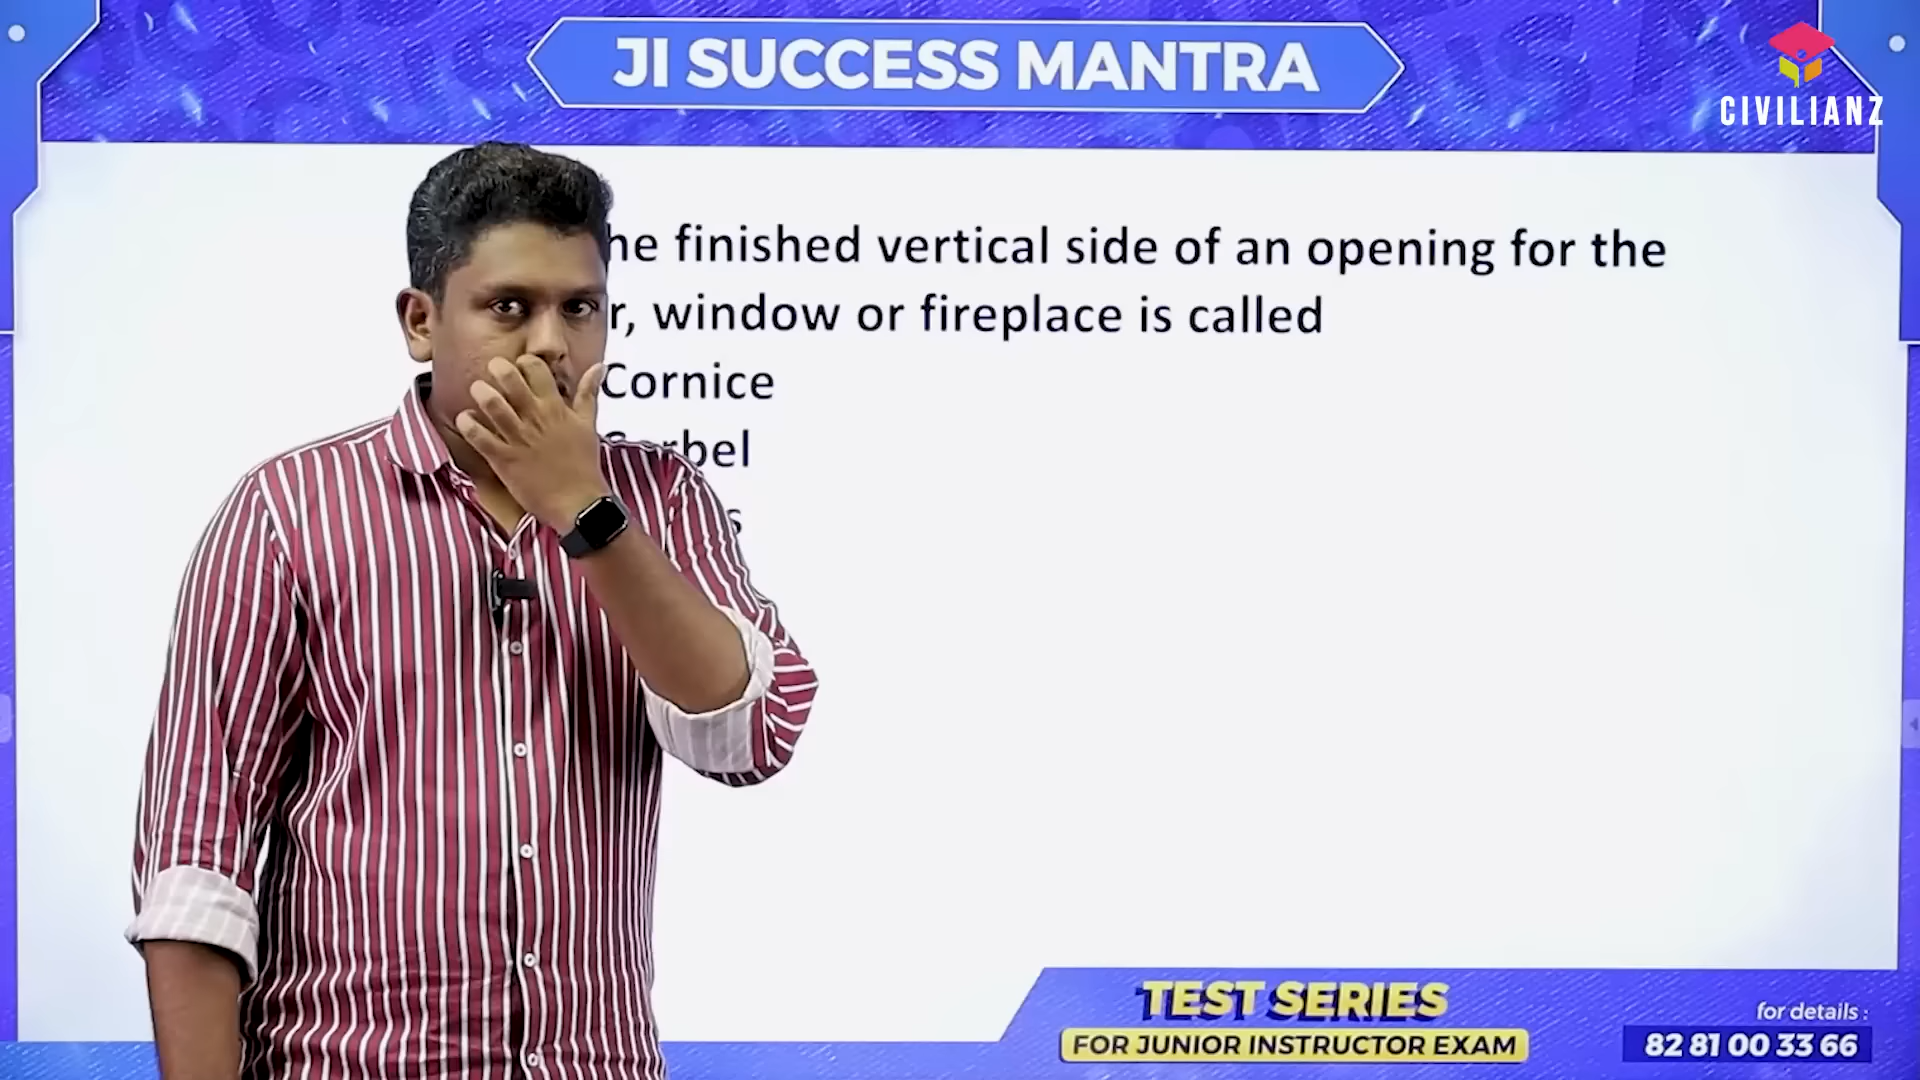 JI SUCCESS MANTRA
CIVILIANZ
he finished vertical side of an opening for the
r, window or fireplace is called
Cornice
rbel
s
TEST SERIES
FOR JUNIOR INSTRUCTOR EXAM
for details :
82 81 00 33 66